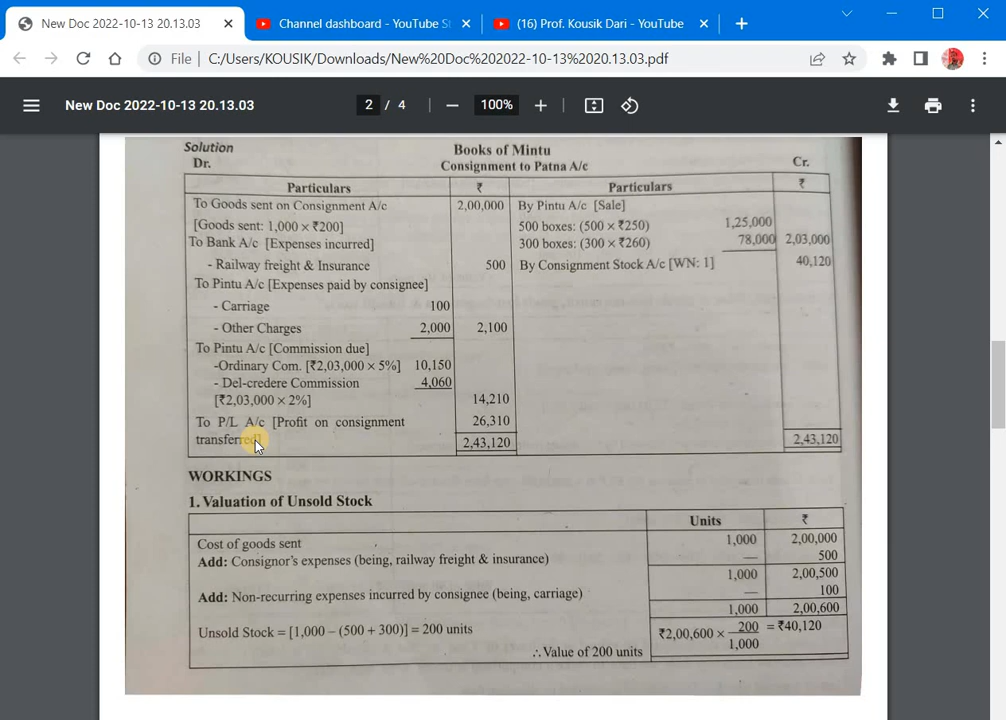 New Doc 2022-10-13 20.13.03
Channel dashboard - YouTube St
(16) Prof. Kousik Dari - YouTube
File
C:/Users/KOUSIK/Downloads/New%20Doc%202022-10-13%2020.13.03.pdf
New Doc 2022-10-13 20.13.03
2 / 4
100%
Solution
Books of Mintu
Dr.
Consignment to Patna A/c
Cr.
Particulars ₹ Particulars ₹
To Goods sent on Consignment A/c 2,00,000 By Pintu A/c [Sale]
[Goods sent: 1,000 × ₹200] 500 boxes: (500 × ₹250) 1,25,000
To Bank A/c [Expenses incurred] 300 boxes: (300 × ₹260) 78,000 2,03,000
- Railway freight & Insurance 500 By Consignment Stock A/c [WN: 1] 40,120
To Pintu A/c [Expenses paid by consignee]
- Carriage 100
- Other Charges 2,000 2,100
To Pintu A/c [Commission due]
-Ordinary Com. [₹2,03,000 × 5%] 10,150
- Del-credere Commission 4,060
[₹2,03,000 × 2%] 14,210
To P/L A/c [Profit on consignment 26,310
transferred] 2,43,120 2,43,120
WORKINGS
1. Valuation of Unsold Stock
Units ₹
Cost of goods sent 1,000 2,00,000
Add: Consignor's expenses (being, railway freight & insurance) — 500
1,000 2,00,500
Add: Non-recurring expenses incurred by consignee (being, carriage) — 100
1,000 2,00,600
Unsold Stock = [1,000 – (500 + 300)] = 200 units ₹2,00,600 × 200/1,000 = ₹40,120
∴ Value of 200 units